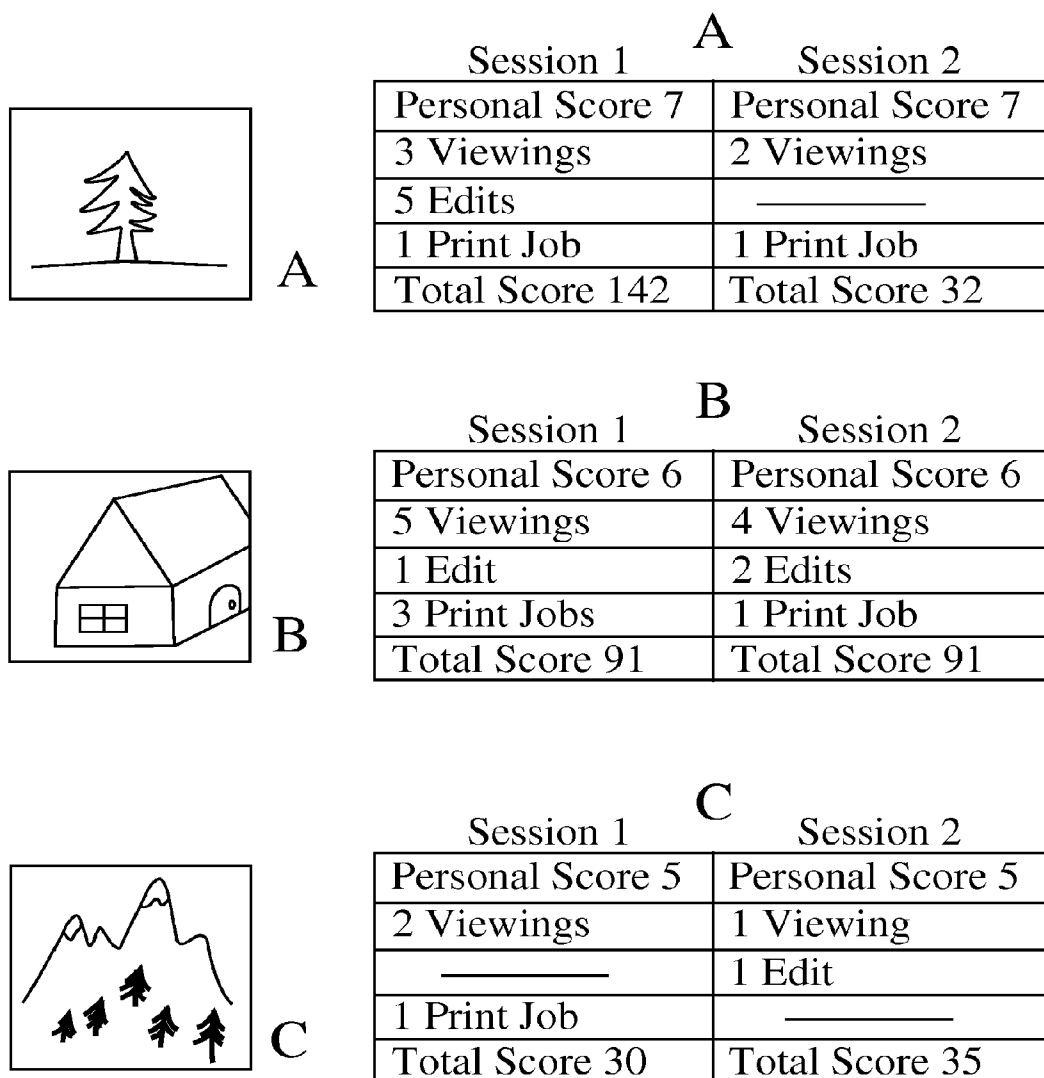 A
Session 1 Session 2
Personal Score 7 Personal Score 7
3 Viewings 2 Viewings
5 Edits ———
1 Print Job 1 Print Job
Total Score 142 Total Score 32
A
B
Session 1 Session 2
Personal Score 6 Personal Score 6
5 Viewings 4 Viewings
1 Edit 2 Edits
3 Print Jobs 1 Print Job
Total Score 91 Total Score 91
B
C
Session 1 Session 2
Personal Score 5 Personal Score 5
2 Viewings 1 Viewing
——— 1 Edit
1 Print Job ———
Total Score 30 Total Score 35
C